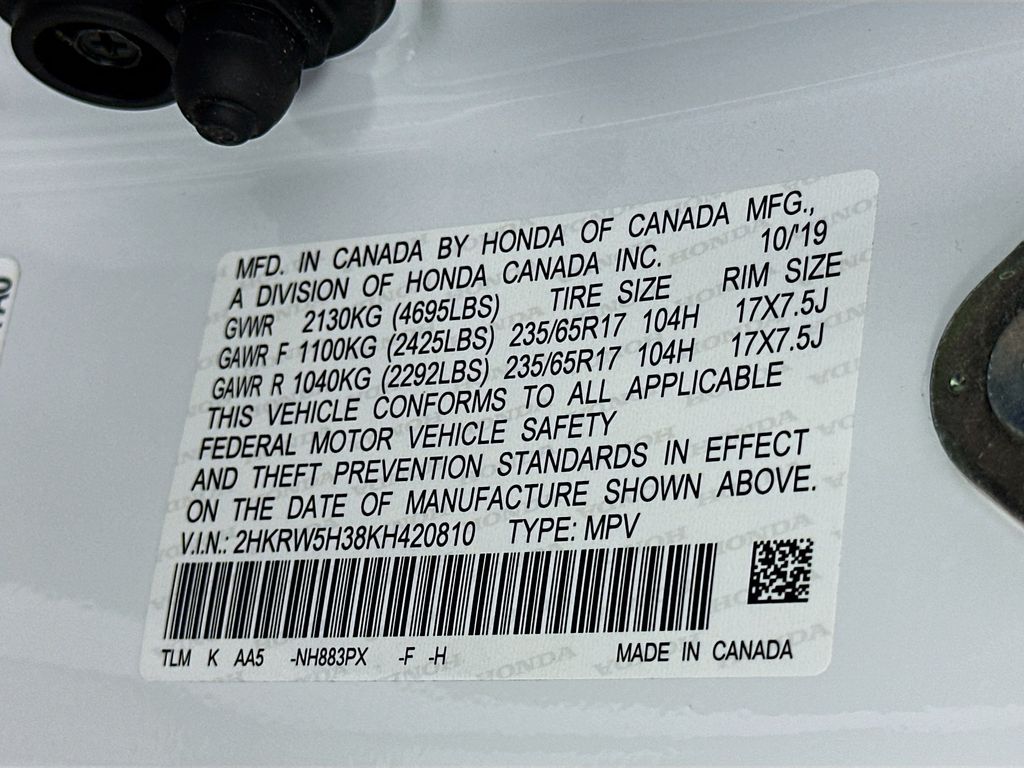 MFD. IN CANADA BY HONDA OF CANADA MFG.,
A DIVISION OF HONDA CANADA INC. 10/'19
GVWR 2130KG (4695LBS) TIRE SIZE RIM SIZE
GAWR F 1100KG (2425LBS) 235/65R17 104H 17X7.5J
GAWR R 1040KG (2292LBS) 235/65R17 104H 17X7.5J
THIS VEHICLE CONFORMS TO ALL APPLICABLE
FEDERAL MOTOR VEHICLE SAFETY
AND THEFT PREVENTION STANDARDS IN EFFECT
ON THE DATE OF MANUFACTURE SHOWN ABOVE.
V.I.N.: 2HKRW5H38KH420810 TYPE: MPV
TLM K AA5 -NH883PX -F -H MADE IN CANADA